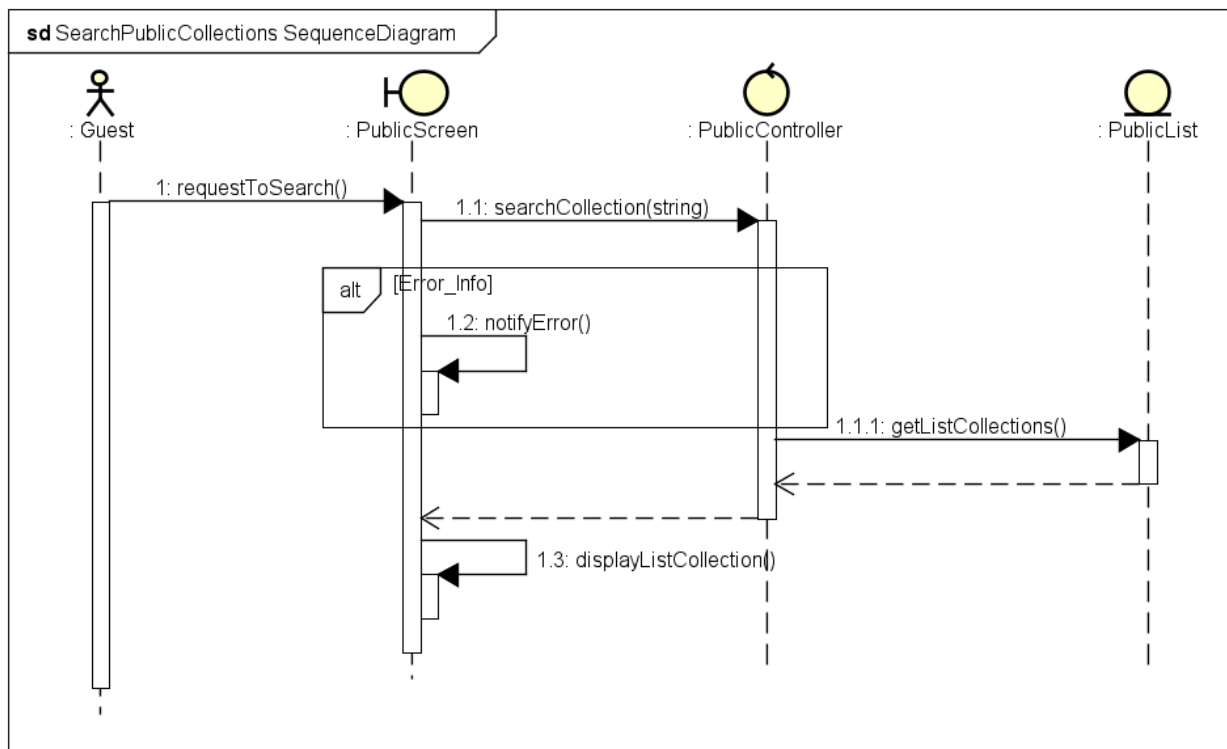 sd SearchPublicCollections SequenceDiagram
: Guest
: PublicScreen
: PublicController
: PublicList
1: requestToSearch()
1.1: searchCollection(string)
alt
[Error_Info]
1.2: notifyError()
1.1.1: getListCollections()
1.3: displayListCollection()